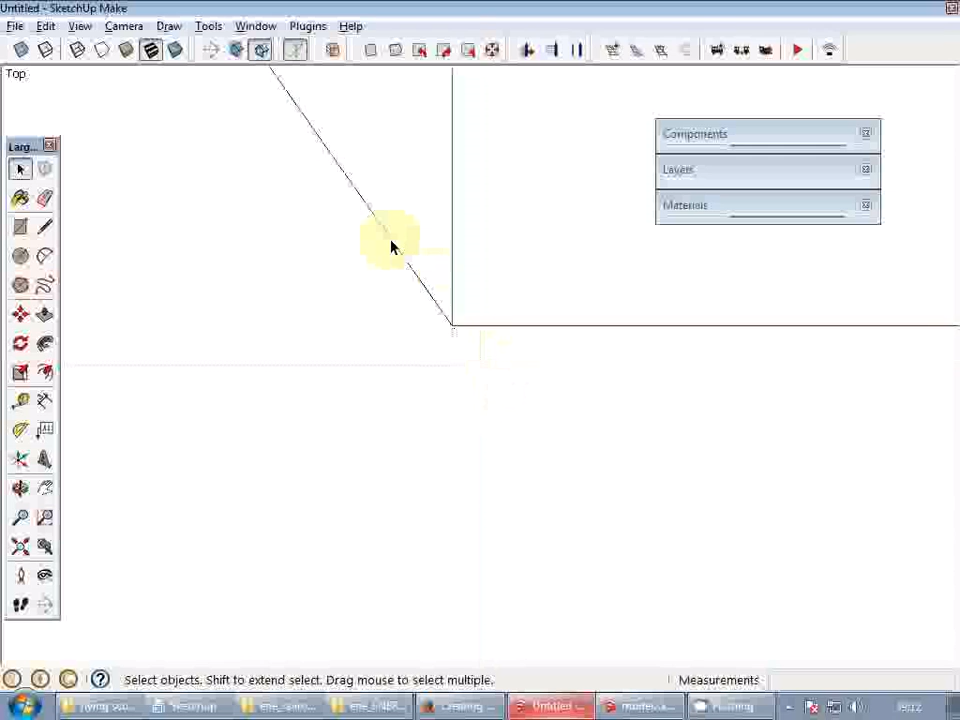 Untitled - SketchUp Make
File Edit View Camera Draw Tools Window Plugins Help
Top
Larg...
Components
Layers
Materials
Select objects. Shift to extend select. Drag mouse to select multiple.
Measurements
Untitled ...